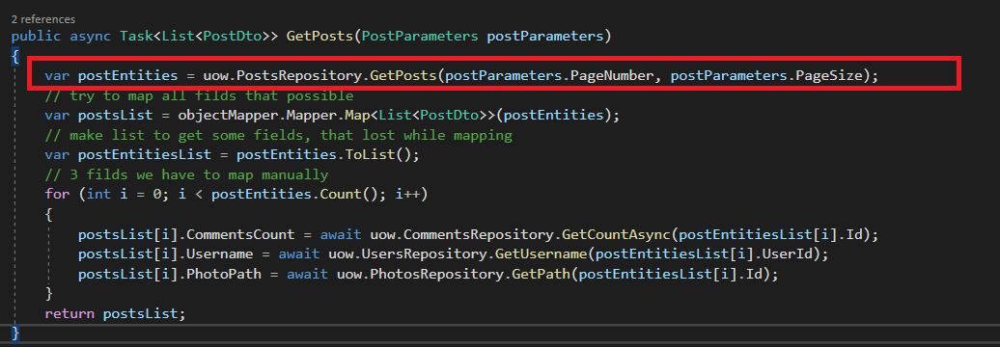 2 references
public async Task<List<PostDto>> GetPosts(PostParameters postParameters)
{
var postEntities = uow.PostsRepository.GetPosts(postParameters.PageNumber, postParameters.PageSize);
// try to map all filds that possible
var postsList = objectMapper.Mapper.Map<List<PostDto>>(postEntities);
// make list to get some fields, that lost while mapping
var postEntitiesList = postEntities.ToList();
// 3 filds we have to map manually
for (int i = 0; i < postEntities.Count(); i++)
{
postsList[i].CommentsCount = await uow.CommentsRepository.GetCountAsync(postEntitiesList[i].Id);
postsList[i].Username = await uow.UsersRepository.GetUsername(postEntitiesList[i].UserId);
postsList[i].PhotoPath = await uow.PhotosRepository.GetPath(postEntitiesList[i].Id);
}
return postsList;
}